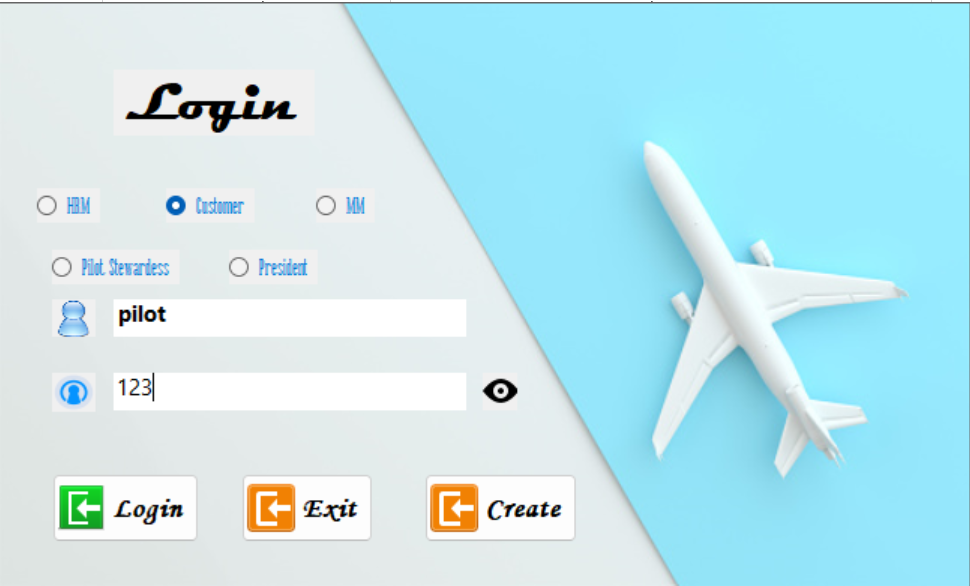 Login
HRM Customer MM
Pilot Stewardess President
pilot
123
Login Exit Create